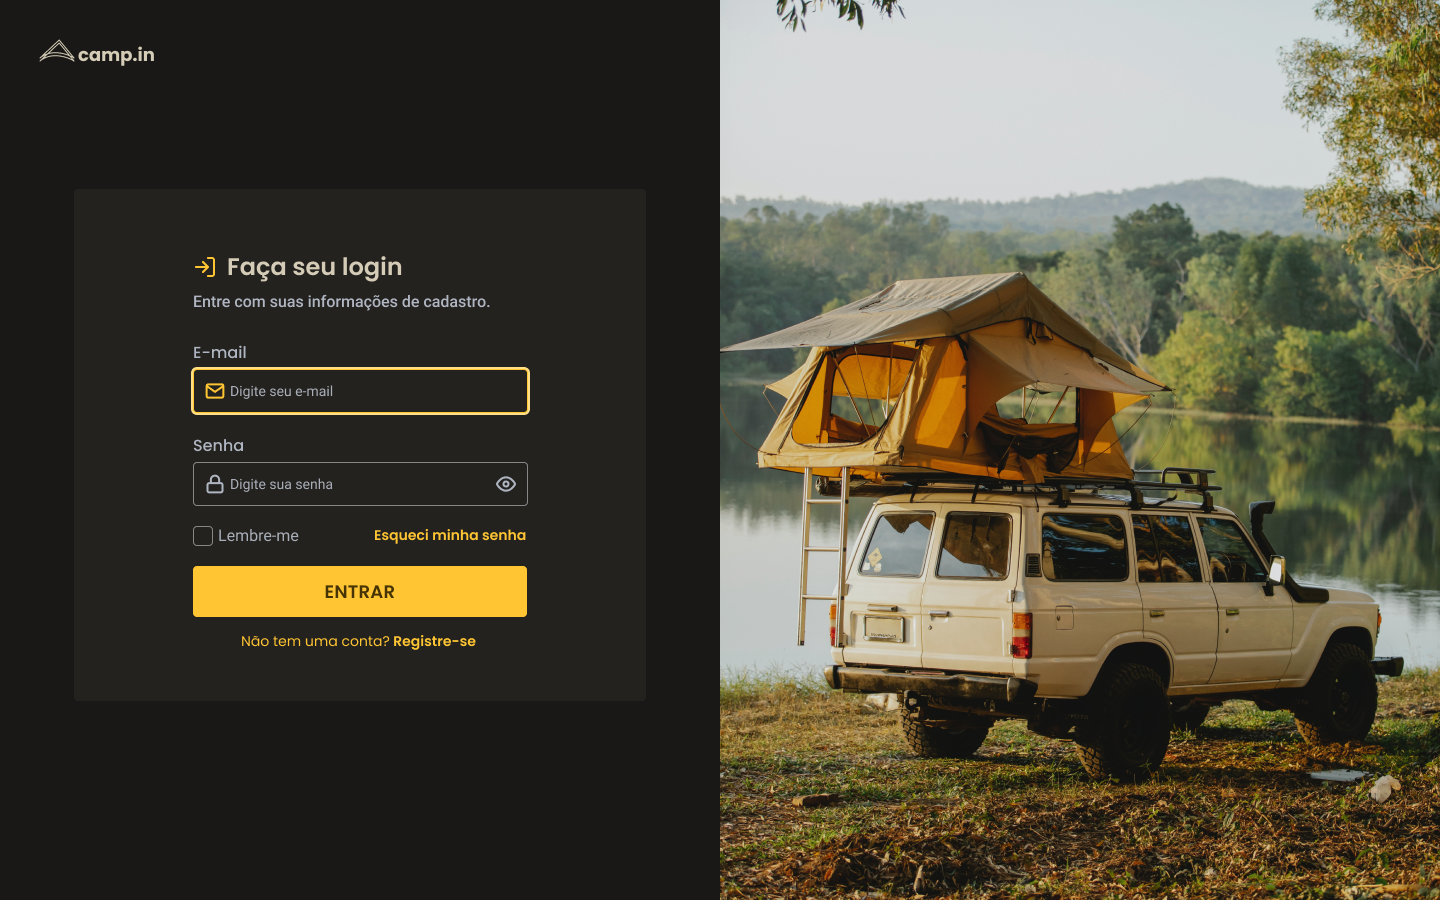 camp.in
Faça seu login
Entre com suas informações de cadastro.
E-mail
Digite seu e-mail
Senha
Digite sua senha
Lembre-me
Esqueci minha senha
ENTRAR
Não tem uma conta? Registre-se